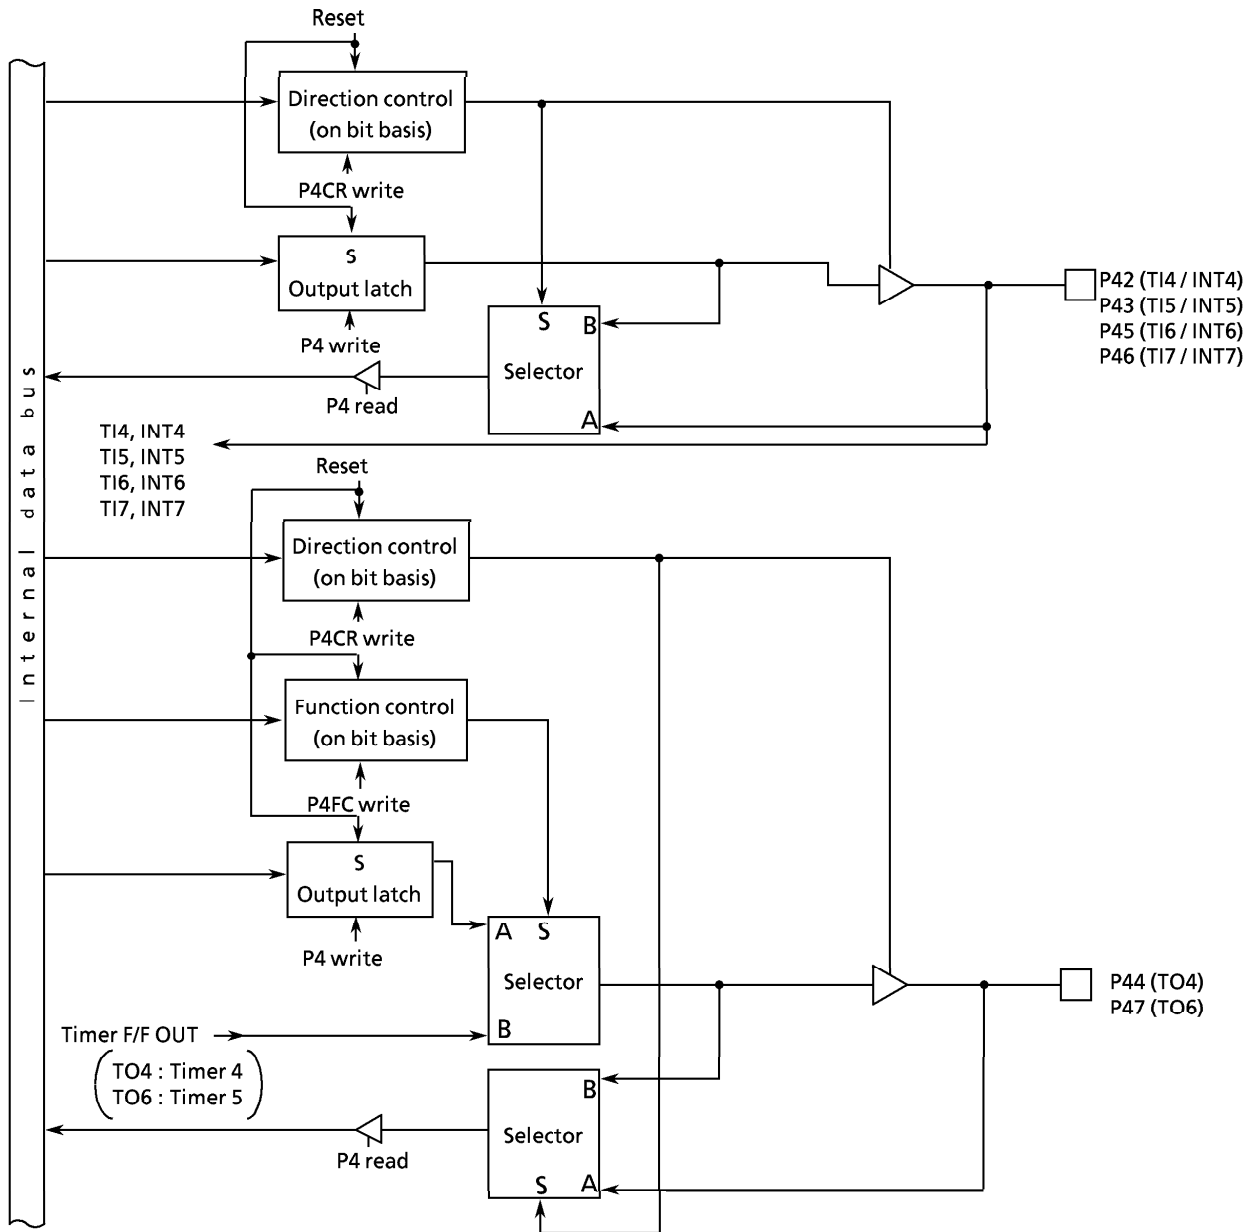 Reset
Direction control
(on bit basis)
P4CR write
S
Output latch
P4 write
S
B
Selector
A
P4 read
P42 (TI4 / INT4)
P43 (TI5 / INT5)
P45 (TI6 / INT6)
P46 (TI7 / INT7)
TI4, INT4
TI5, INT5
TI6, INT6
TI7, INT7
Internal data bus
Reset
Direction control
(on bit basis)
P4CR write
Function control
(on bit basis)
P4FC write
S
Output latch
P4 write
A S
Selector
B
P44 (TO4)
P47 (TO6)
Timer F/F OUT
TO4 : Timer 4
TO6 : Timer 5
B
Selector
S A
P4 read